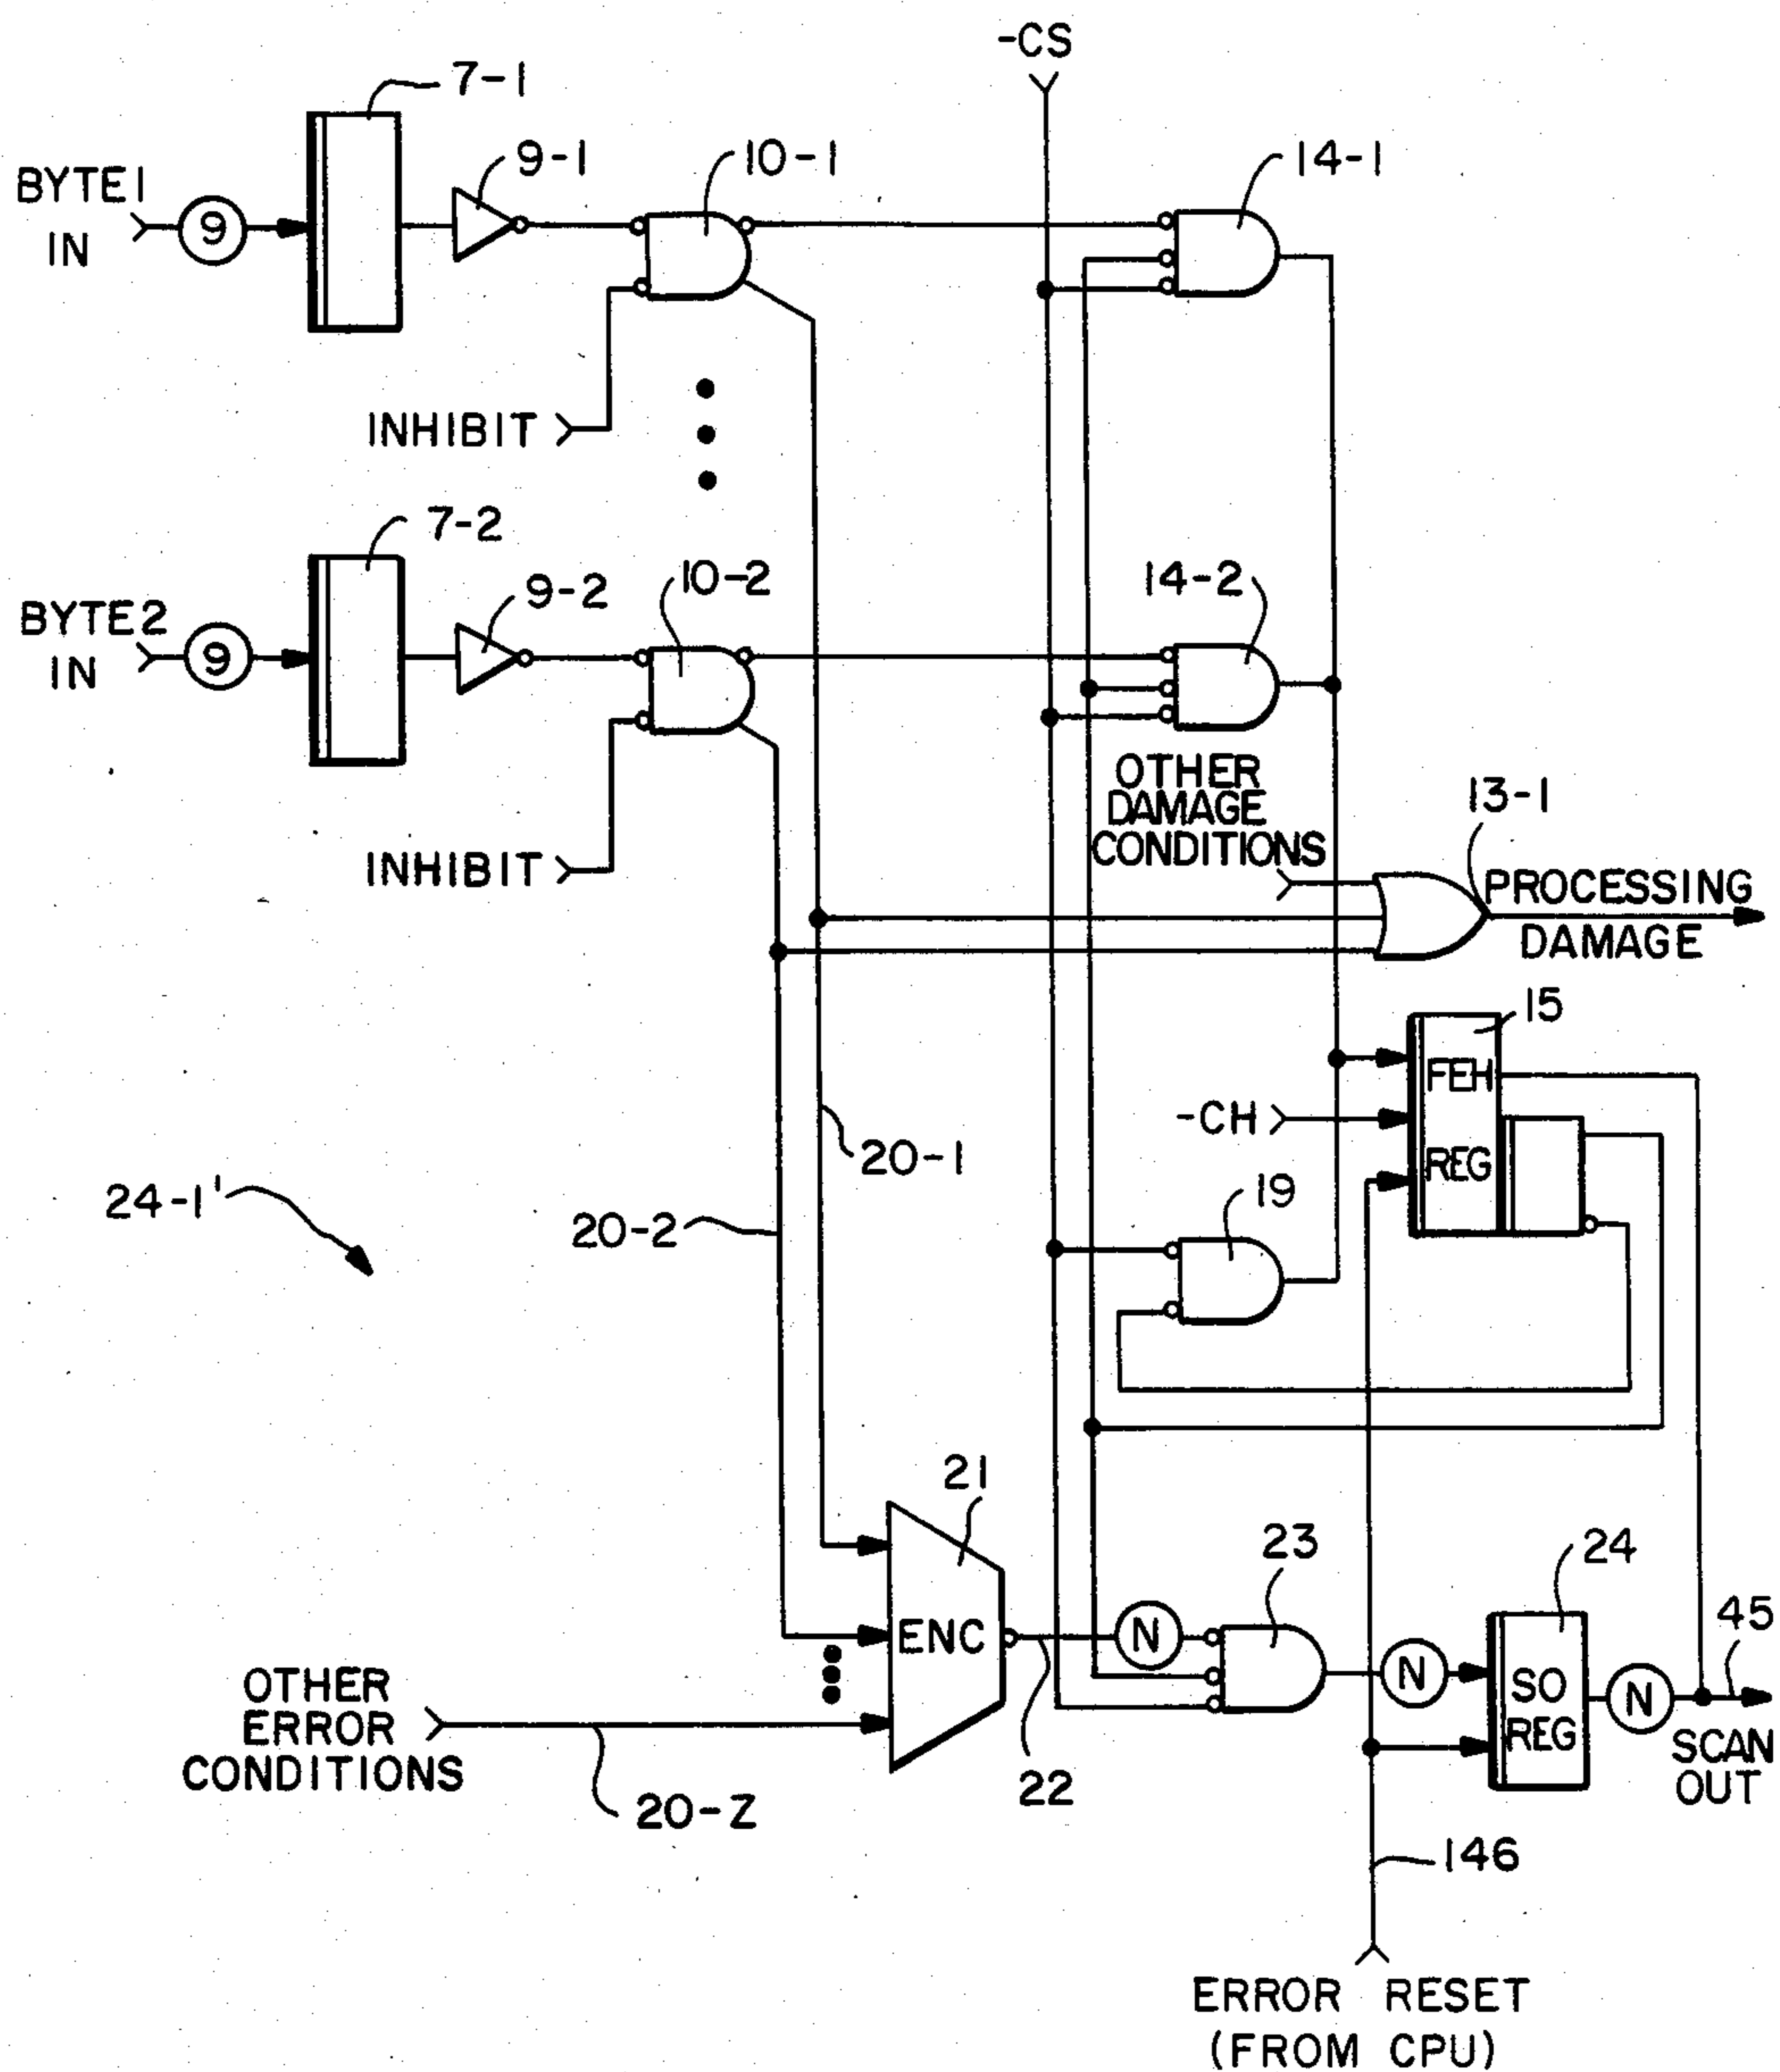 -CS
7-1
9-1
10-1
14-1
BYTE1
IN
9
INHIBIT
7-2
9-2
10-2
14-2
BYTE2
IN
9
OTHER
DAMAGE
CONDITIONS
13-1
INHIBIT
PROCESSING
DAMAGE
15
FEH
REG
-CH
20-1
24-1'
20-2
19
21
23
24
45
ENC
N
N
SO
REG
N
SCAN
OUT
OTHER
ERROR
CONDITIONS
22
20-Z
146
ERROR RESET
(FROM CPU)